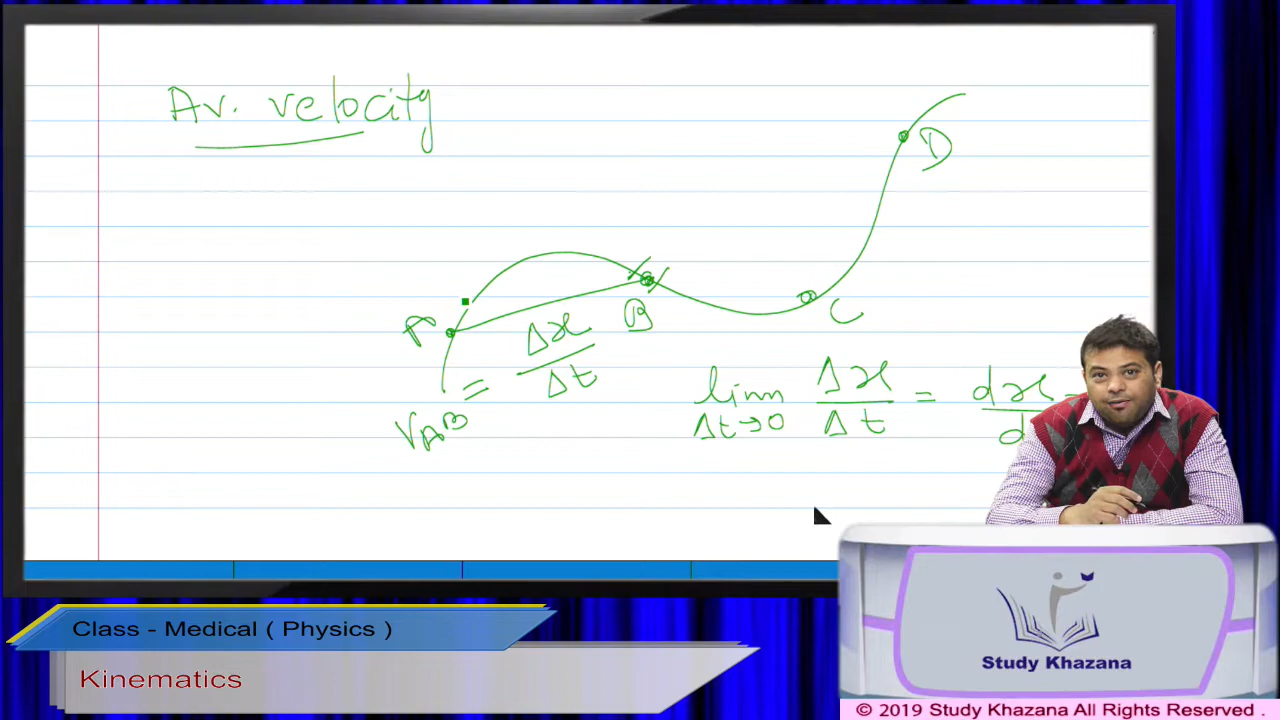 Av. velocity
D
A
B
C
V_AB = Δx/Δt
lim Δt→0 Δx/Δt = dx/d
Class - Medical ( Physics )
Kinematics
Study Khazana
© 2019 Study Khazana All Rights Reserved .